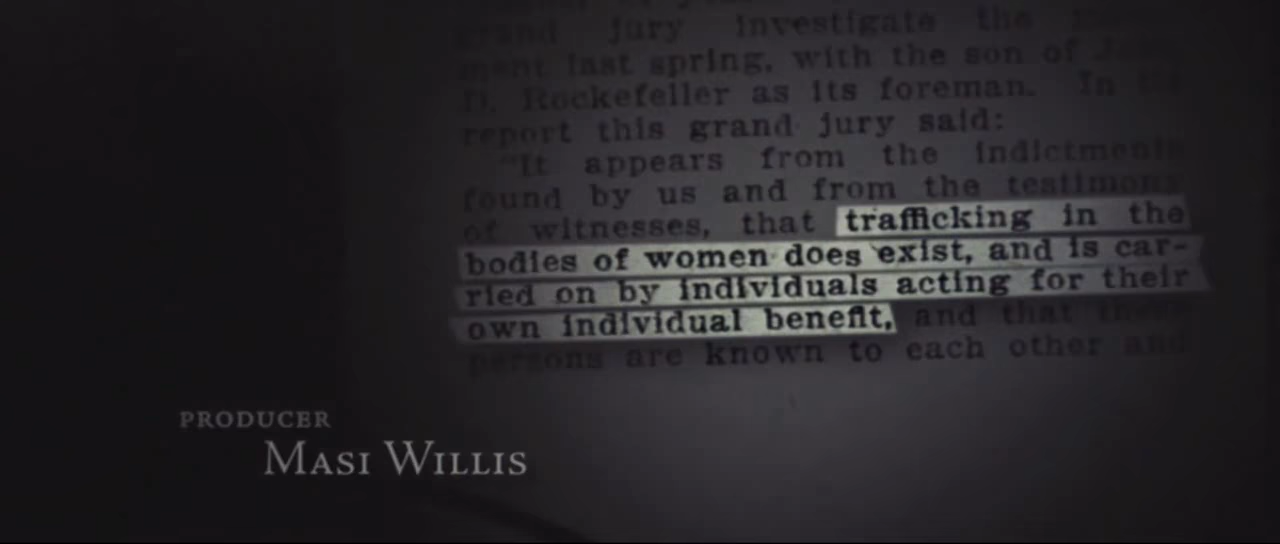 grand jury investigate the
ment last spring, with the son of
D. Rockefeller as its foreman. In
report this grand jury said:
"It appears from the indictments
found by us and from the testimony
of witnesses, that trafficking in the
bodies of women does exist, and is car-
ried on by individuals acting for their
own individual benefit, and that these
persons are known to each other and
PRODUCER
MASI WILLIS